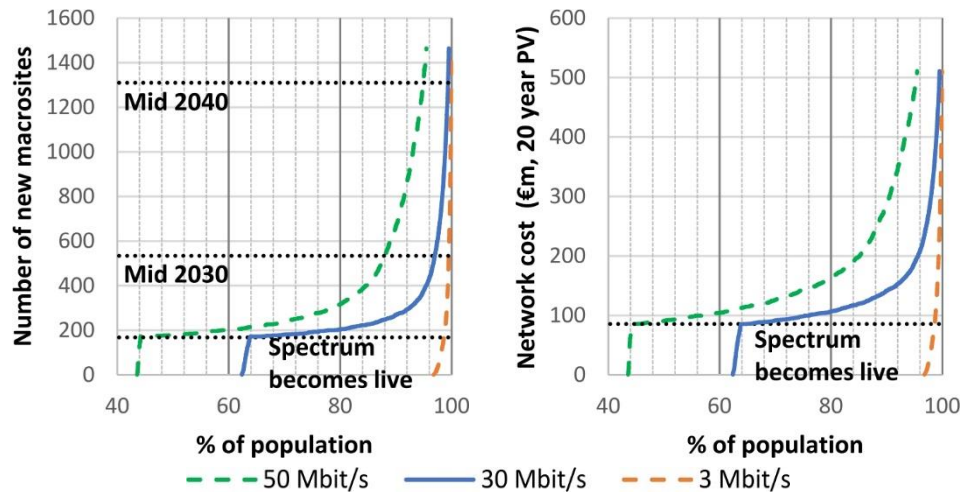 Number of new macrosites
1600
1400
1200
1000
800
600
400
200
0
Mid 2040
Mid 2030
Spectrum
becomes live
40
60
80
100
% of population
Network cost (€m, 20 year PV)
600
500
400
300
200
100
0
Spectrum
becomes live
40
60
80
100
% of population
50 Mbit/s
30 Mbit/s
3 Mbit/s